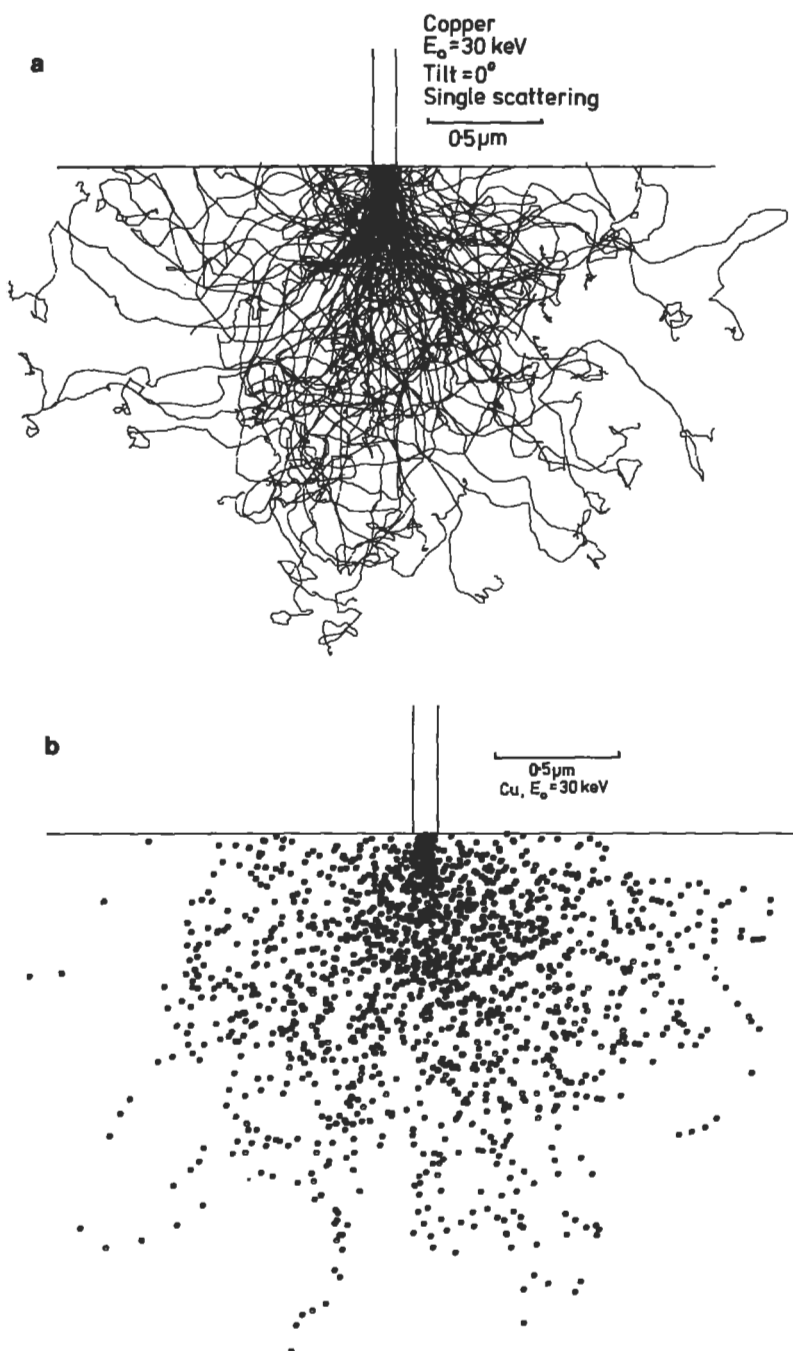 a
Copper
E₀=30 keV
Tilt=0°
Single scattering
0·5µm
b
0·5µm
Cu, E₀=30 keV